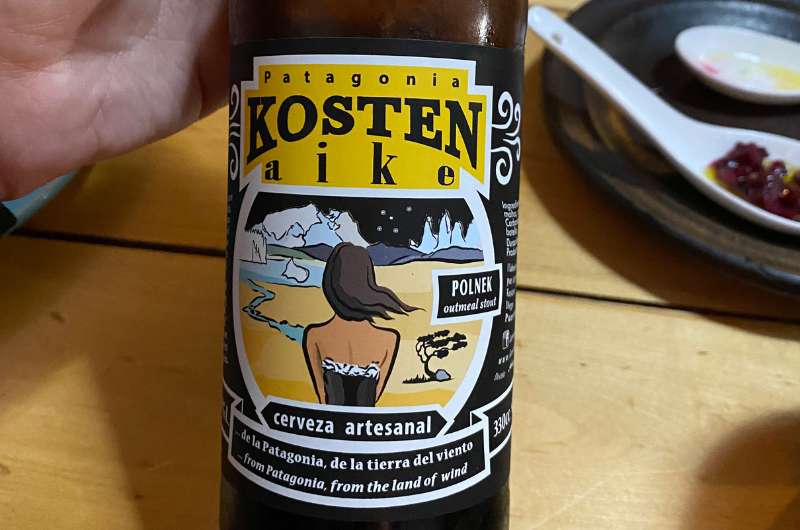 Patagonia
KOSTEN
aike
POLNEK
outmeal stout
cerveza artesanal
330cc
...de la Patagonia, de la tierra del viento
...from Patagonia, from the land of wind